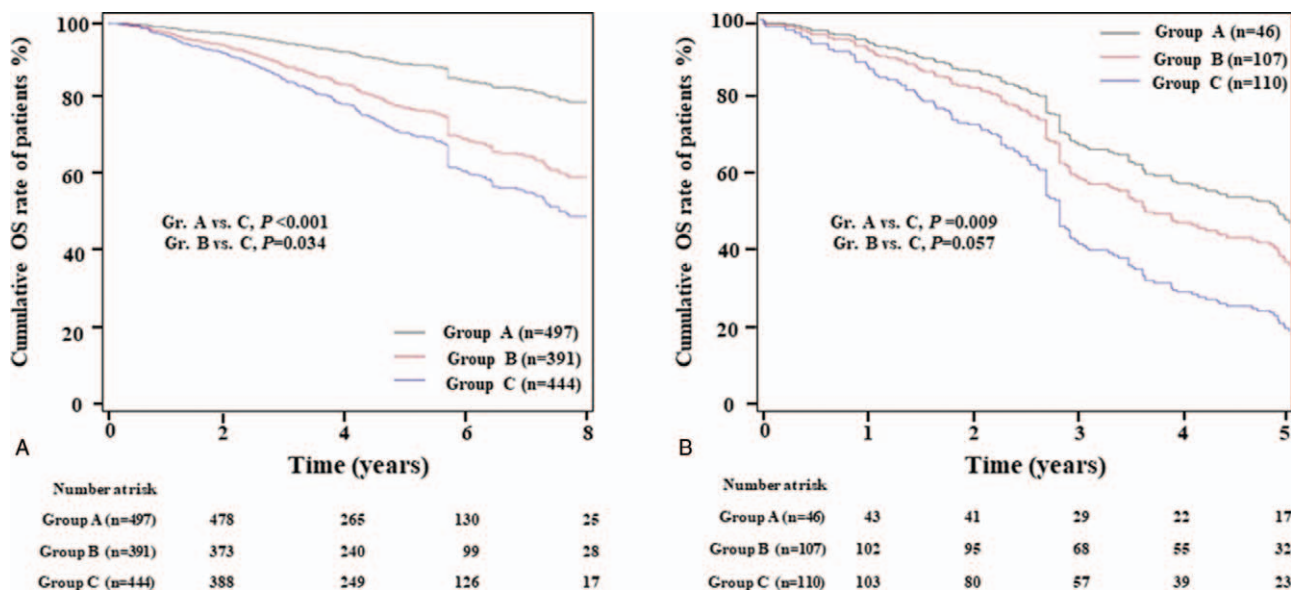 Cumulative OS rate of patients %)
100
80
60
40
20
0
Gr. A vs. C, P <0.001
Gr. B vs. C, P=0.034
Group A (n=497)
Group B (n=391)
Group C (n=444)
0 2 4 6 8
A
Time (years)
Number at risk
Group A (n=497) 478 265 130 25
Group B (n=391) 373 240 99 28
Group C (n=444) 388 249 126 17
Cumulative OS rate of patients %)
100
80
60
40
20
0
Group A (n=46)
Group B (n=107)
Group C (n=110)
Gr. A vs. C, P =0.009
Gr. B vs. C, P=0.057
0 1 2 3 4 5
B
Time (years)
Number at risk
Group A (n=46) 43 41 29 22 17
Group B (n=107) 102 95 68 55 32
Group C (n=110) 103 80 57 39 23